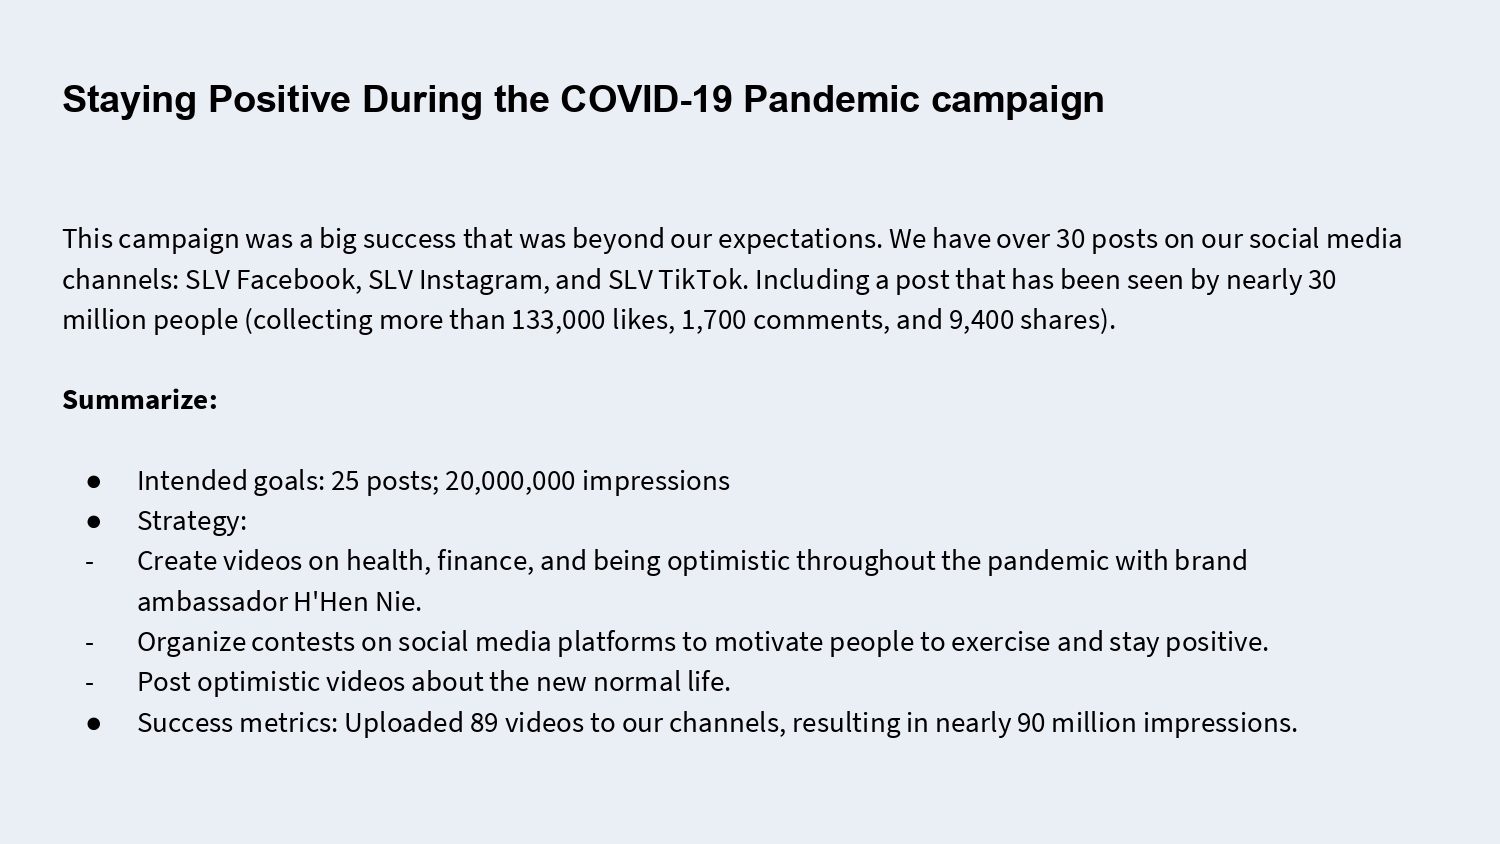 Staying Positive During the COVID-19 Pandemic campaign
This campaign was a big success that was beyond our expectations. We have over 30 posts on our social media
channels: SLV Facebook, SLV Instagram, and SLV TikTok. Including a post that has been seen by nearly 30
million people (collecting more than 133,000 likes, 1,700 comments, and 9,400 shares).
Summarize:
● Intended goals: 25 posts; 20,000,000 impressions
● Strategy:
- Create videos on health, finance, and being optimistic throughout the pandemic with brand
ambassador H'Hen Nie.
- Organize contests on social media platforms to motivate people to exercise and stay positive.
- Post optimistic videos about the new normal life.
● Success metrics: Uploaded 89 videos to our channels, resulting in nearly 90 million impressions.